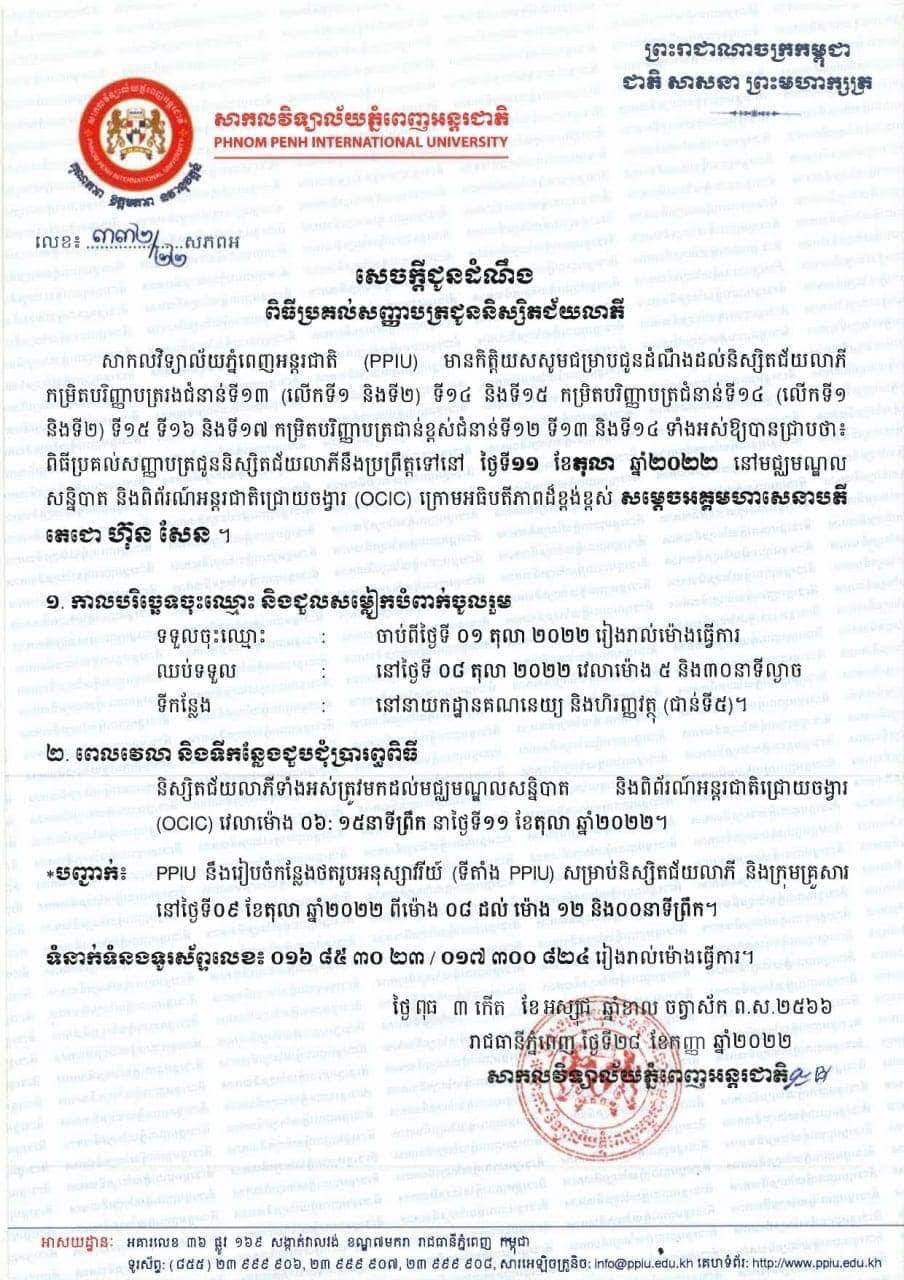 ព្រះរាជាណាចក្រកម្ពុជា
ជាតិ សាសនា ព្រះមហាក្សត្រ
សាកលវិទ្យាល័យភ្នំពេញអន្តរជាតិ
PHNOM PENH INTERNATIONAL UNIVERSITY
PHNOM PENH INTERNATIONAL UNIVERSITY
គុណភាព ឧត្តមភាព
លេខ៖ ៣៧២/២២ សភពអ
សេចក្តីជូនដំណឹង
ពិធីប្រគល់សញ្ញាបត្រជូននិស្សិតជ័យលាភី
សាកលវិទ្យាល័យភ្នំពេញអន្តរជាតិ (PPIU) មានកិត្តិយសសូមជម្រាបជូនដំណឹងដល់និស្សិតជ័យលាភី
កម្រិតបរិញ្ញាបត្ររងជំនាន់ទី១៣ (លើកទី១ និងទី២) ទី១៤ និងទី១៥ កម្រិតបរិញ្ញាបត្រជំនាន់ទី១៤ (លើកទី១
និងទី២) ទី១៥ ទី១៦ និងទី១៧ កម្រិតបរិញ្ញាបត្រជាន់ខ្ពស់ជំនាន់ទី១២ ទី១៣ និងទី១៤ ទាំងអស់ឱ្យបានជ្រាបថា៖
ពិធីប្រគល់សញ្ញាបត្រជូននិស្សិតជ័យលាភីនឹងប្រព្រឹត្តទៅនៅ ថ្ងៃទី១១ ខែតុលា ឆ្នាំ២០២២ នៅមជ្ឈមណ្ឌល
សន្និបាត និងពិព័រណ៍អន្តរជាតិជ្រោយចង្វារ (OCIC) ក្រោមអធិបតីភាពដ៏ខ្ពង់ខ្ពស់ សម្តេចអគ្គមហាសេនាបតី
តេជោ ហ៊ុន សែន ។
១. កាលបរិច្ឆេទចុះឈ្មោះ និងជួលសម្លៀកបំពាក់ចូលរួម
ទទួលចុះឈ្មោះ : ចាប់ពីថ្ងៃទី ០១ តុលា ២០២២ រៀងរាល់ម៉ោងធ្វើការ
ឈប់ទទួល : នៅថ្ងៃទី ០៨ តុលា ២០២២ វេលាម៉ោង ៥ និង៣០នាទីល្ងាច
ទីកន្លែង : នៅនាយកដ្ឋានគណនេយ្យ និងហិរញ្ញវត្ថុ (ជាន់ទី៥)។
២. ពេលវេលា និងទីកន្លែងជួបជុំប្រារព្ធពិធី
និស្សិតជ័យលាភីទាំងអស់ត្រូវមកដល់មជ្ឈមណ្ឌលសន្និបាត និងពិព័រណ៍អន្តរជាតិជ្រោយចង្វារ
(OCIC) វេលាម៉ោង ០៦: ១៥នាទីព្រឹក នាថ្ងៃទី១១ ខែតុលា ឆ្នាំ២០២២។
*បញ្ជាក់៖ PPIU នឹងរៀបចំកន្លែងថតរូបអនុស្សាវរីយ៍ (ទីតាំង PPIU) សម្រាប់និស្សិតជ័យលាភី និងក្រុមគ្រួសារ
នៅថ្ងៃទី០៩ ខែតុលា ឆ្នាំ២០២២ ពីម៉ោង ០៨ ដល់ ម៉ោង ១២ និង០០នាទីព្រឹក។
ទំនាក់ទំនងទូរស័ព្ទលេខ៖ ០១៦ ៨៥ ៣០ ២៣ / ០១៧ ៣០០ ៨២៤ រៀងរាល់ម៉ោងធ្វើការ។
ថ្ងៃ ពុធ ៣ កើត ខែ អស្សុជ ឆ្នាំខាល ចត្វាស័ក ព.ស.២៥៦៦
រាជធានីភ្នំពេញ ថ្ងៃទី២៨ ខែកញ្ញា ឆ្នាំ២០២២
សាកលវិទ្យាល័យភ្នំពេញអន្តរជាតិ
អាសយដ្ឋាន: អគារលេខ ៣៦ ផ្លូវ ១៦៩ សង្កាត់វាលវង់ ខណ្ឌ៧មករា រាជធានីភ្នំពេញ កម្ពុជា
ទូរស័ព្ទ: (៨៥៥) ២៣ ៩៩៩ ៩០៦, ២៣ ៩៩៩ ៩០៧, ២៣ ៩៩៩ ៩០៨, សារអេឡិចត្រូនិច: info@ppiu.edu.kh គេហទំព័រ: http://www.ppiu.edu.kh